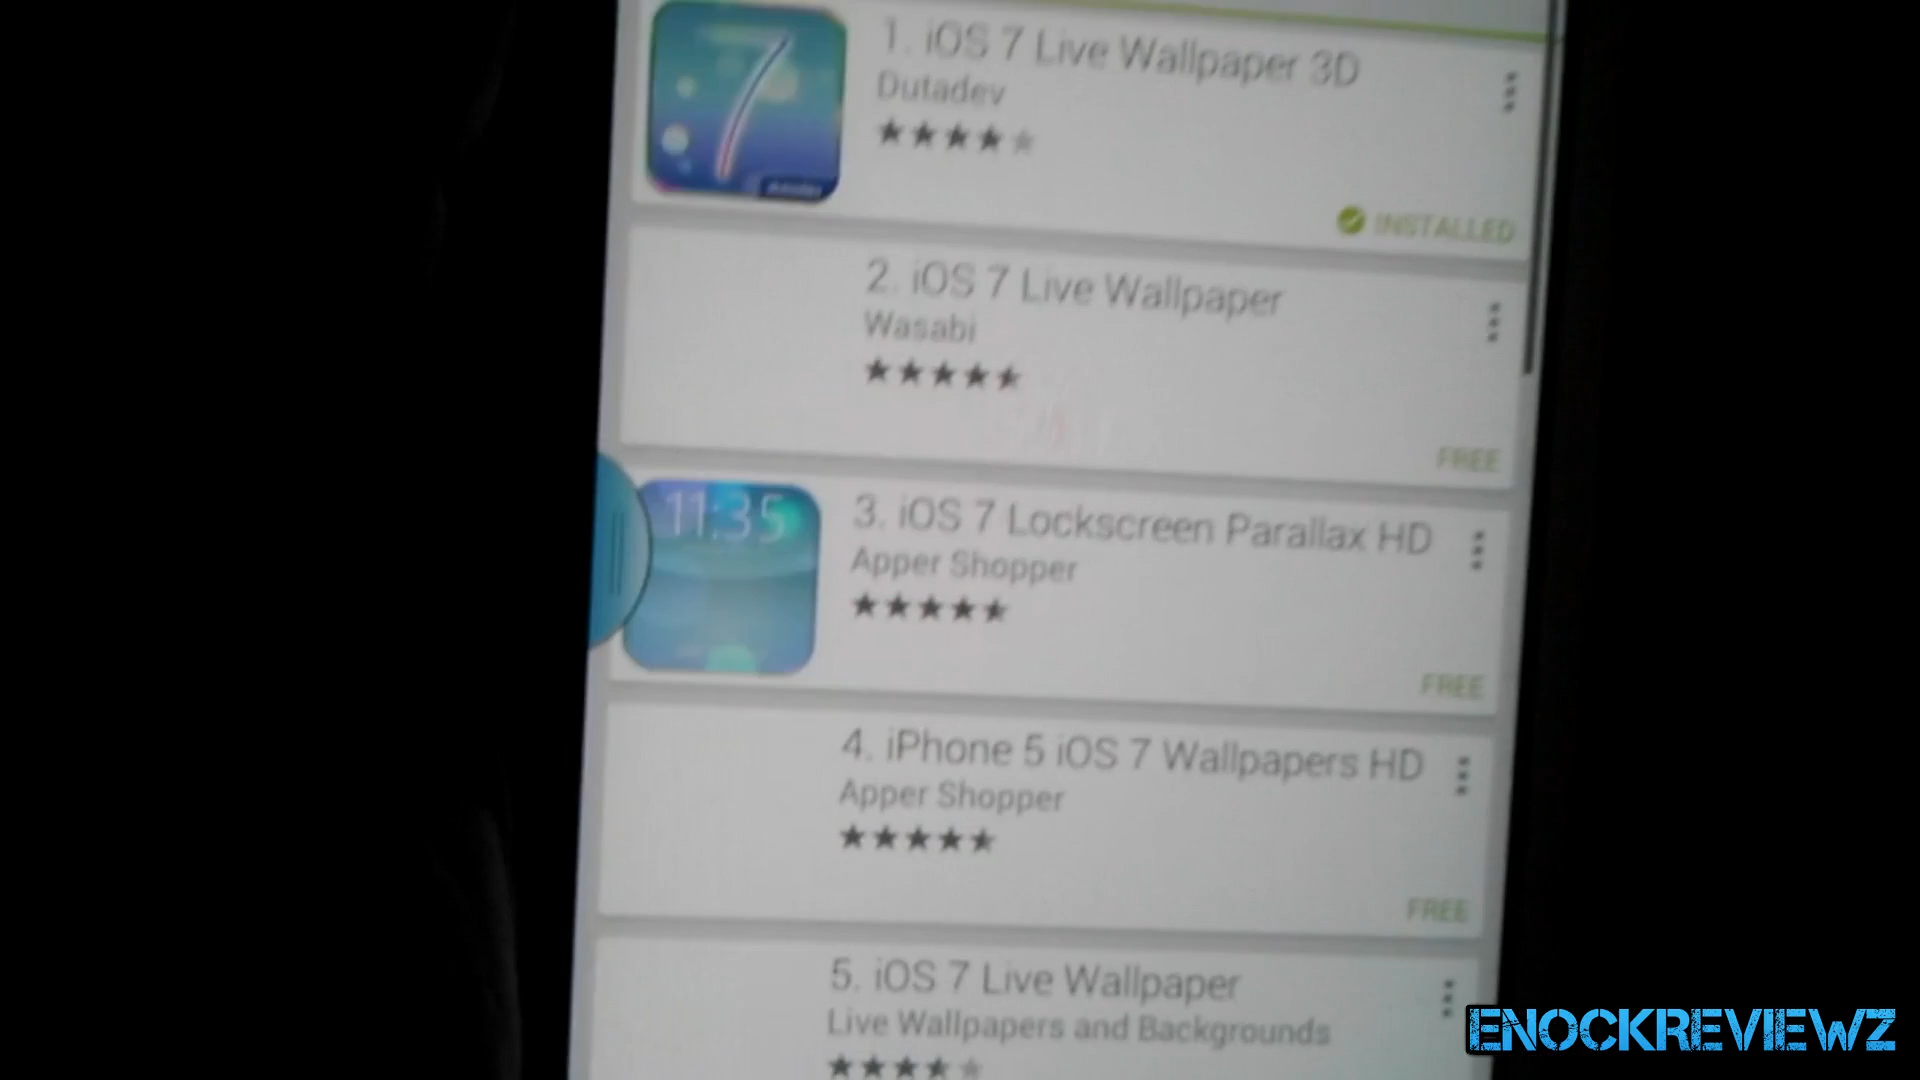 1. iOS 7 Live Wallpaper 3D
Dutadev
INSTALLED
2. iOS 7 Live Wallpaper
Wasabi
FREE
11:35
3. iOS 7 Lockscreen Parallax HD
Apper Shopper
FREE
4. iPhone 5 iOS 7 Wallpapers HD
Apper Shopper
FREE
5. iOS 7 Live Wallpaper
Live Wallpapers and Backgrounds
ENOCKREVIEWZ